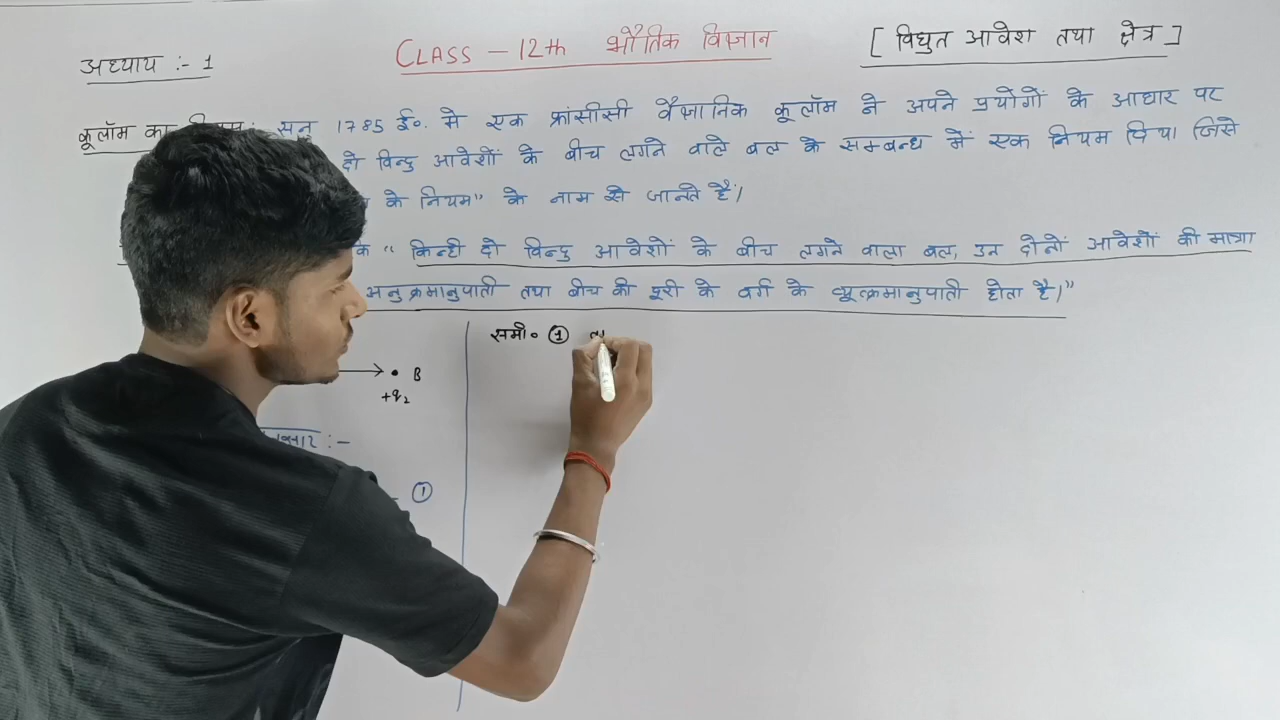 अध्याय :- 1
CLASS - 12th भौतिक विज्ञान
[ विधुत आवेश तथा क्षेत्र ]
कूलॉम का : सन् 1785 ई० मे एक फ्रांसीसी वैज्ञानिक कूलॉम ने अपने प्रयोगों के आधार पर
दो विन्दु आवेशों के बीच लगने वाले बल के सम्बन्ध में एक नियम दिया जिसे
के नियम" के नाम से जानते हैं।
" किन्ही दो विन्दु आवेशों के बीच लगने वाला बल, उन दोनों आवेशों की मात्रा
अनुक्रमानुपाती तथा बीच की दूरी के वर्ग के व्यूत्क्रमानुपाती होता है।"
B
+q₂
:-
①
समी० ①